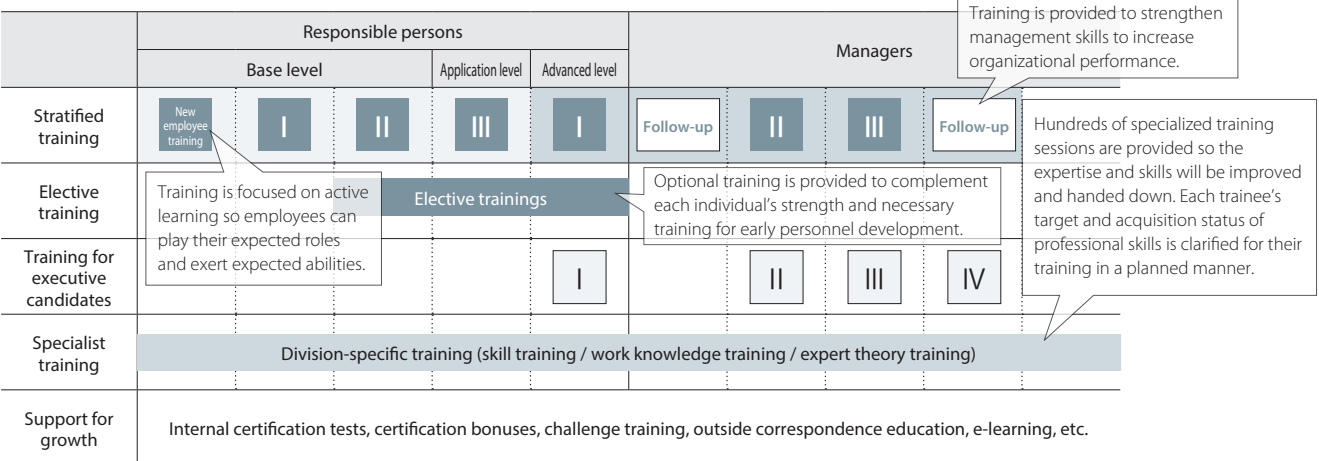 Responsible persons
Managers
Base level
Application level
Advanced level
Training is provided to strengthen
management skills to increase
organizational performance.
Stratified
training
New
employee
training
I
II
III
I
Follow-up
II
III
Follow-up
Hundreds of specialized training
sessions are provided so the
expertise and skills will be improved
and handed down. Each trainee’s
target and acquisition status of
professional skills is clarified for their
training in a planned manner.
Elective
training
Training is focused on active
learning so employees can
play their expected roles
and exert expected abilities.
Elective trainings
Optional training is provided to complement
each individual’s strength and necessary
training for early personnel development.
Training for
executive
candidates
I
II
III
IV
Specialist
training
Division-specific training (skill training / work knowledge training / expert theory training)
Support for
growth
Internal certification tests, certification bonuses, challenge training, outside correspondence education, e-learning, etc.